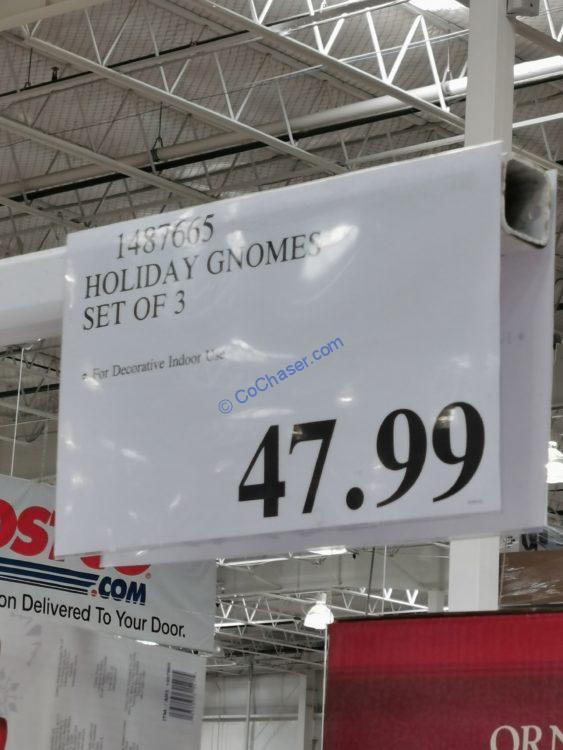 1487665
HOLIDAY GNOMES
SET OF 3
• For Decorative Indoor Use
© CoChaser.com
47.99
.COM
on Delivered To Your Door.
ORN